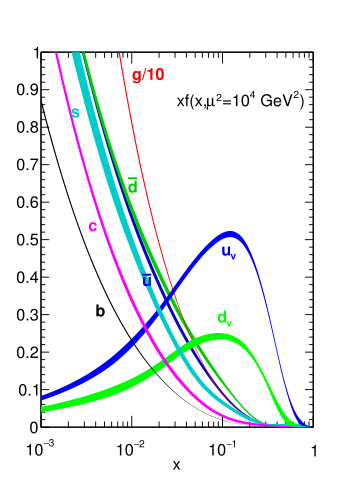 1
g/10
xf(x,μ²=10⁴ GeV²)
0.9
s
0.8
0.7
d̄
0.6
c
0.5
u_v
0.4
ū
0.3
b
d_v
0.2
0.1
0
10⁻³
10⁻²
10⁻¹
1
x